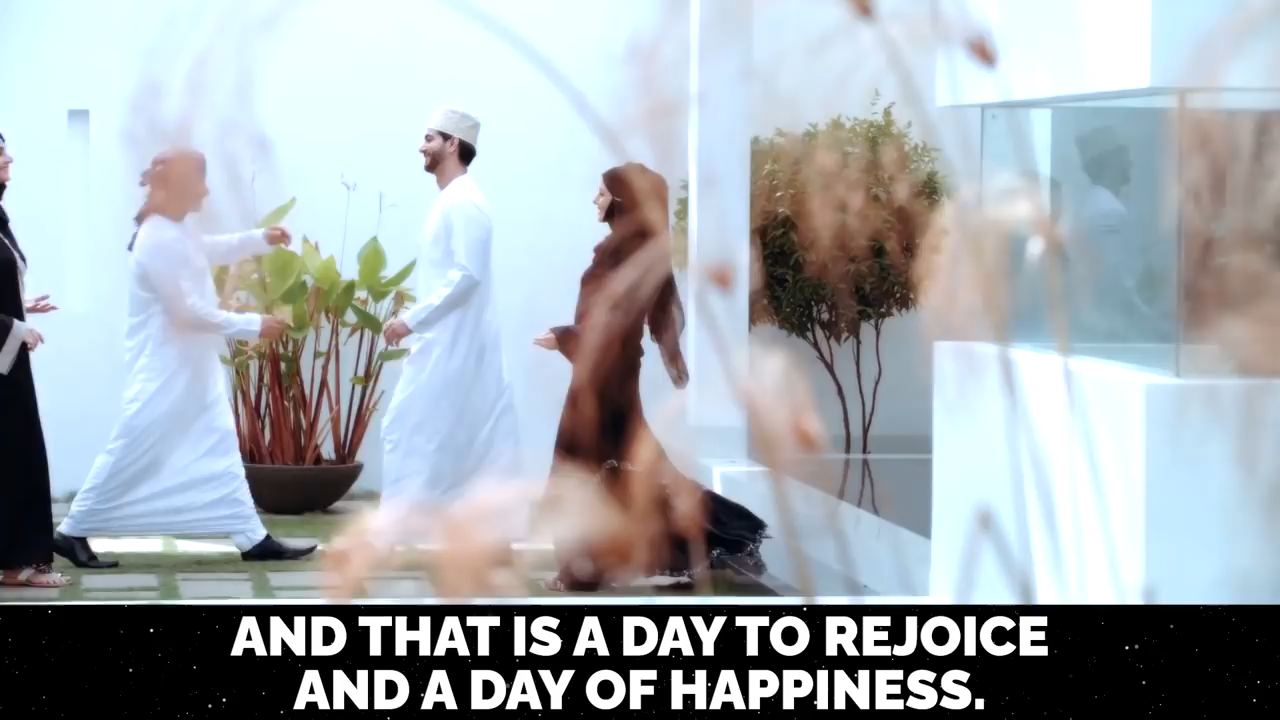 AND THAT IS A DAY TO REJOICE
AND A DAY OF HAPPINESS.